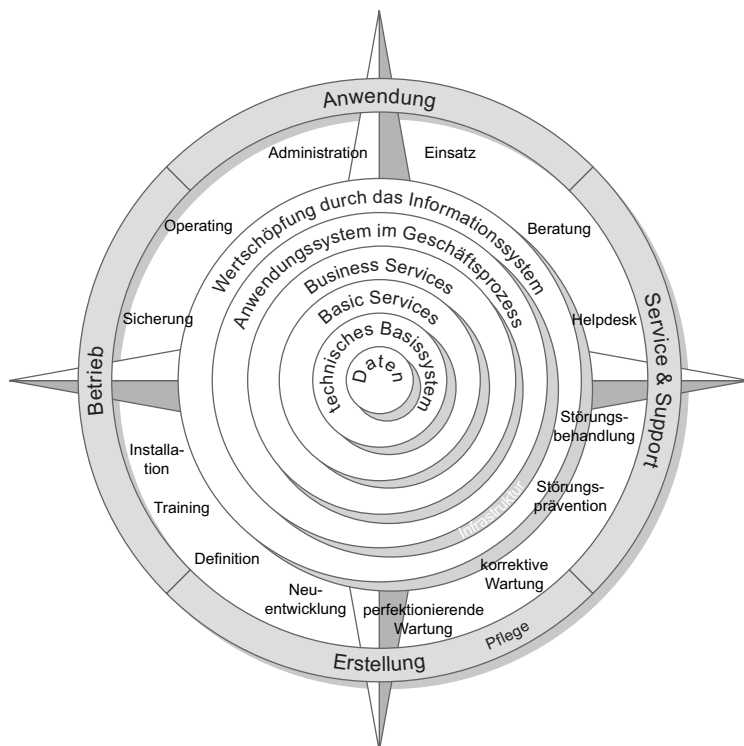 Anwendung
Administration
Einsatz
Operating
Beratung
Sicherung
Helpdesk
Betrieb
Service & Support
Wertschöpfung durch das Informationssystem
Anwendungssystem im Geschäftsprozess
Business Services
Basic Services
technisches Basissystem
Daten
Infrastruktur
Installa-
tion
Störungs-
behandlung
Training
Störungs-
prävention
Definition
korrektive
Wartung
Neu-
entwicklung
perfektionierende
Wartung
Pflege
Erstellung